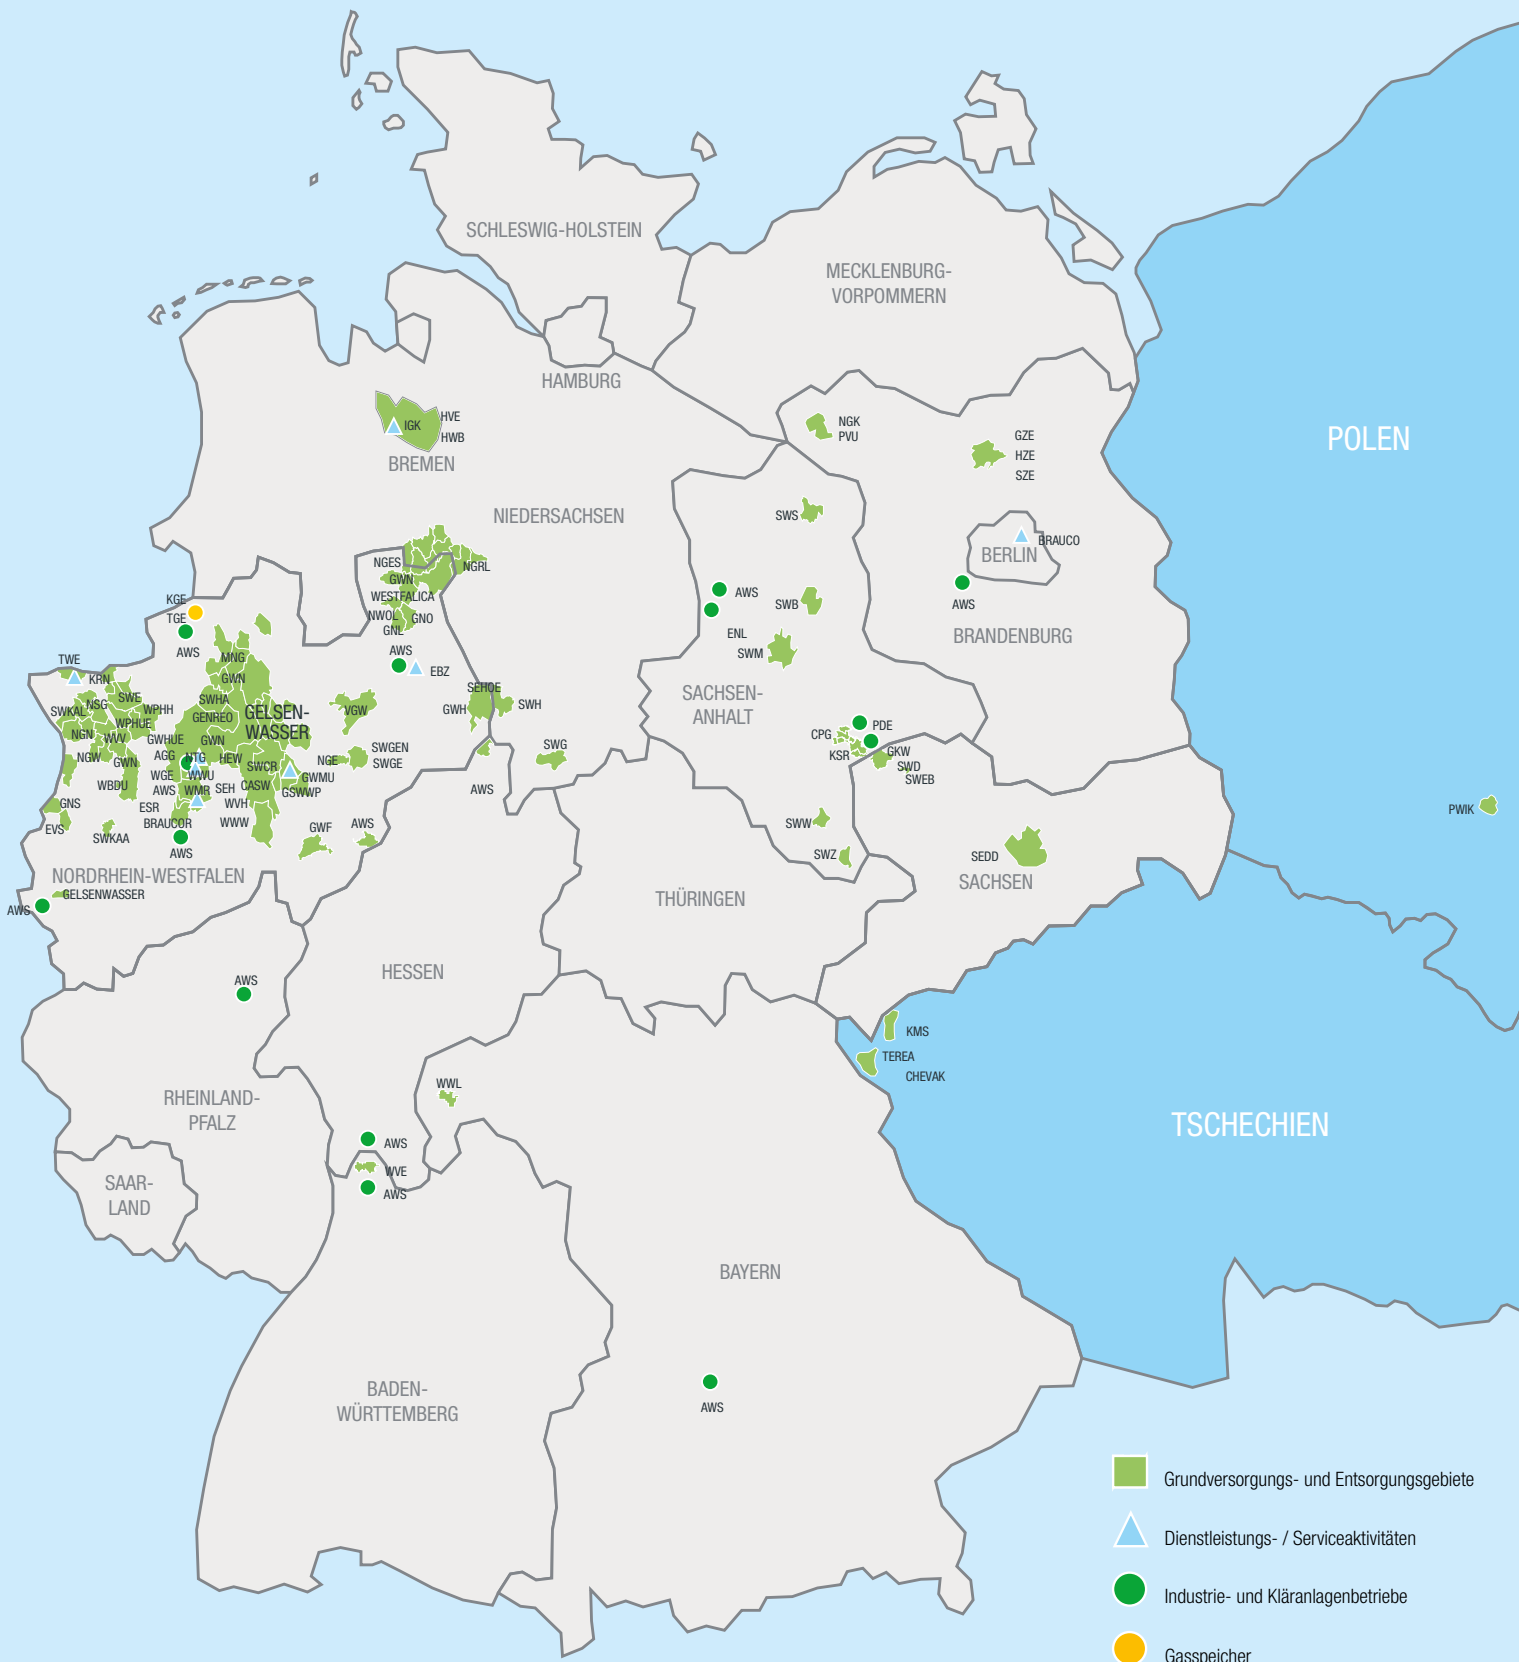 SCHLESWIG-HOLSTEIN
MECKLENBURG-
VORPOMMERN
HAMBURG
IGK
HVE
HWB
BREMEN
NGK
PVU
GZE
HZE
SZE
POLEN
NIEDERSACHSEN
SWS
BRAUCO
BERLIN
NGES
NGRL
GWN
WESTFALICA
NWOL
GNO
GNL
AWS
SWB
AWS
KGE
TGE
AWS
ENL
SWM
BRANDENBURG
AWS
EBZ
TWE
KRN
MNG
GWN
SWE
SWHA
SEHOE
GWH
SWH
SACHSEN-
ANHALT
SWKAL
NSG
WPHH
GENREO
GELSEN-
WASSER
VGW
WPHUE
NGN
WVV
GWHUE
GWN
PDE
CPG
KSR
GKW
SWD
SWEB
NGW
GWN
AGG
NTG
HEW
SWCR
NGE
SWGEN
SWGE
SWG
WGE
WWU
GWMU
WBDU
AWS
WMR
SEH
CASW
GSWWP
AWS
GNS
ESR
WVH
EVS
BRAUCOR
WWW
GWF
AWS
SWKAA
AWS
SWW
SWZ
PWIK
SEDD
NORDRHEIN-WESTFALEN
SACHSEN
GELSENWASSER
AWS
THÜRINGEN
HESSEN
AWS
KMS
TEREA
CHEVAK
WWL
RHEINLAND-
PFALZ
TSCHECHIEN
AWS
WVE
AWS
SAAR-
LAND
BAYERN
BADEN-
WÜRTTEMBERG
AWS
Grundversorgungs- und Entsorgungsgebiete
Dienstleistungs- / Serviceaktivitäten
Industrie- und Kläranlagenbetriebe
Gasspeicher